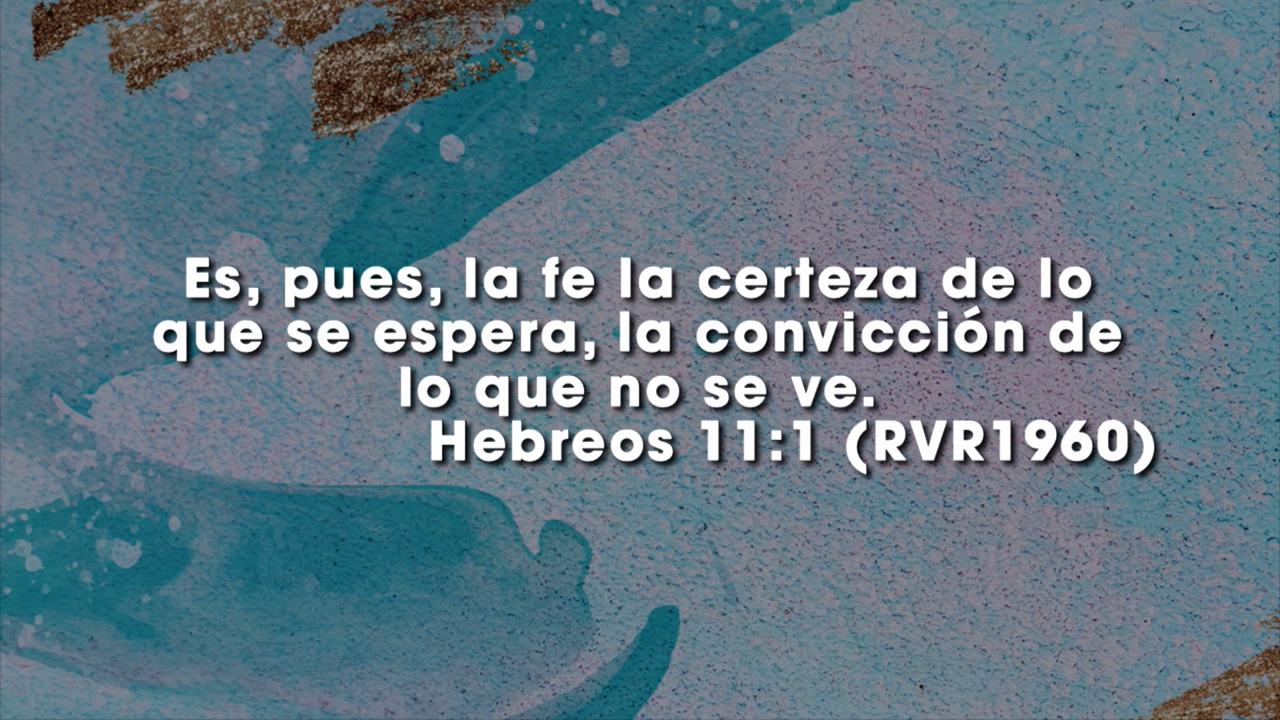 Es, pues, la fe la certeza de lo
que se espera, la convicción de
lo que no se ve.
Hebreos 11:1 (RVR1960)